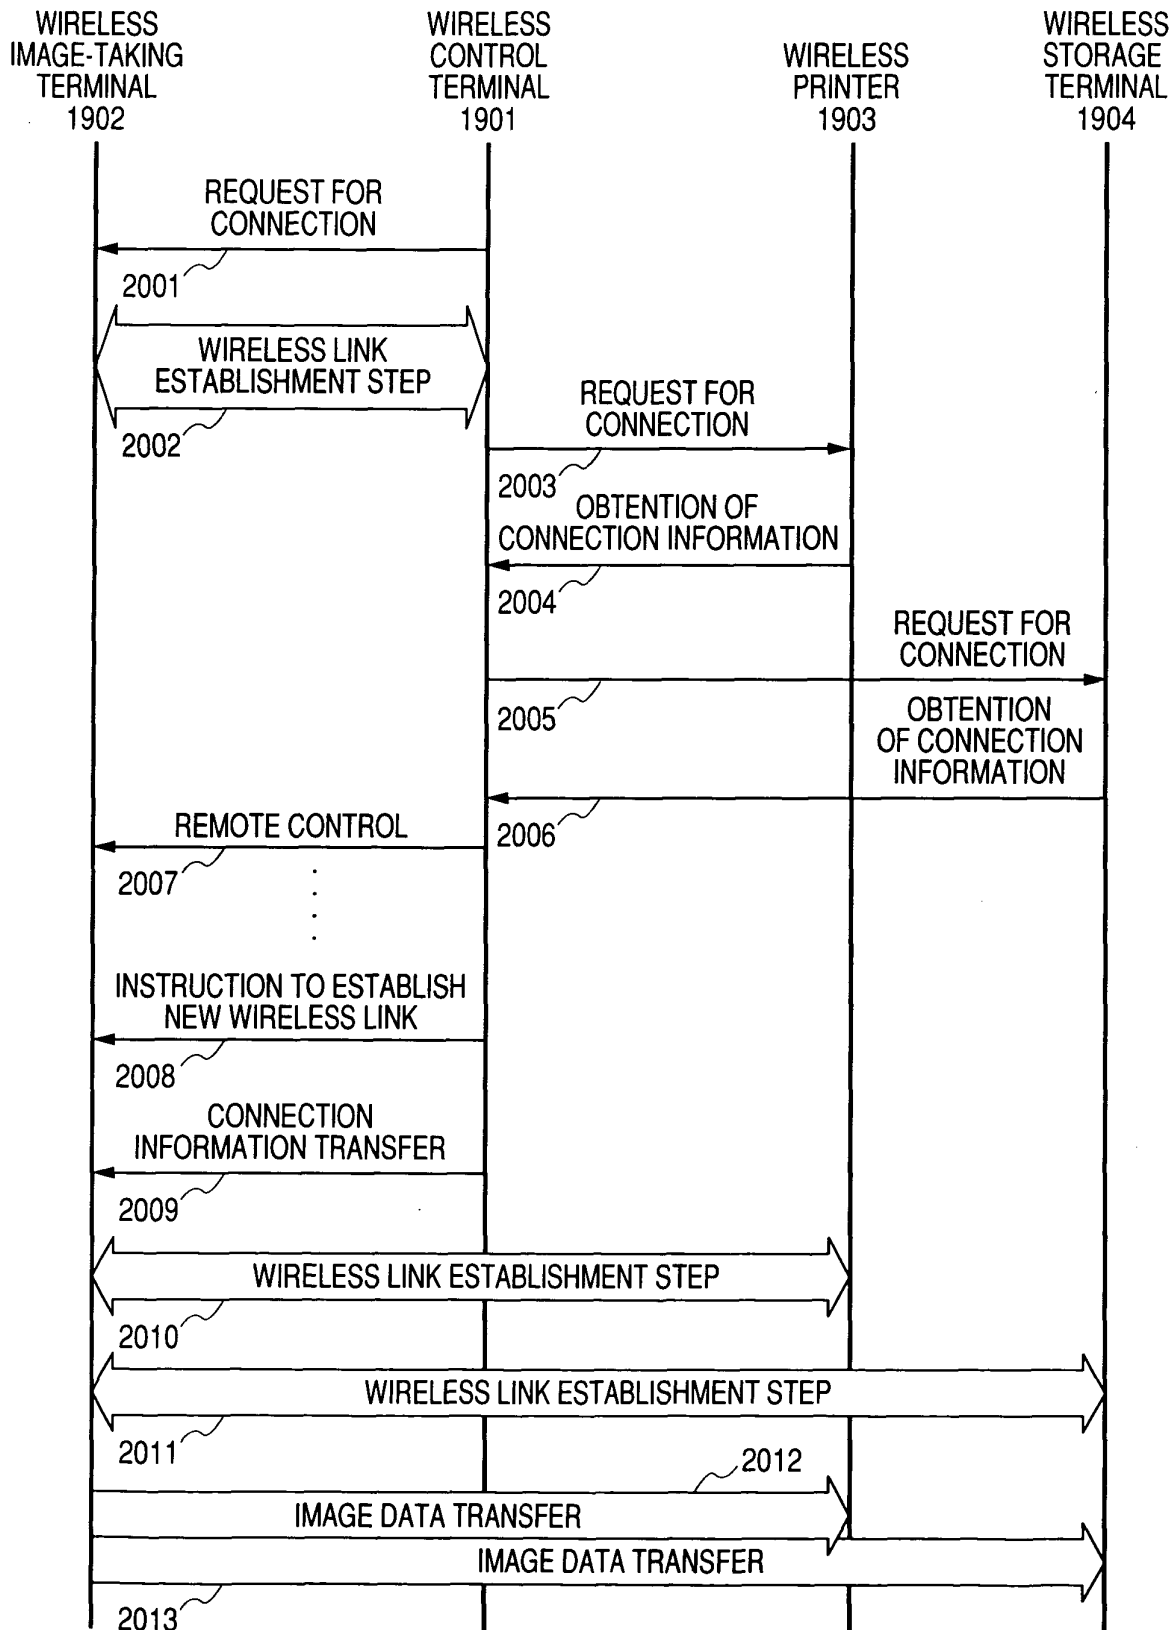 WIRELESS
IMAGE-TAKING
TERMINAL
1902
WIRELESS
CONTROL
TERMINAL
1901
WIRELESS
PRINTER
1903
WIRELESS
STORAGE
TERMINAL
1904
REQUEST FOR
CONNECTION
2001
WIRELESS LINK
ESTABLISHMENT STEP
2002
REQUEST FOR
CONNECTION
2003
OBTENTION OF
CONNECTION INFORMATION
2004
REQUEST FOR
CONNECTION
2005
OBTENTION
OF CONNECTION
INFORMATION
2006
REMOTE CONTROL
2007
INSTRUCTION TO ESTABLISH
NEW WIRELESS LINK
2008
CONNECTION
INFORMATION TRANSFER
2009
WIRELESS LINK ESTABLISHMENT STEP
2010
WIRELESS LINK ESTABLISHMENT STEP
2011
2012
IMAGE DATA TRANSFER
IMAGE DATA TRANSFER
2013